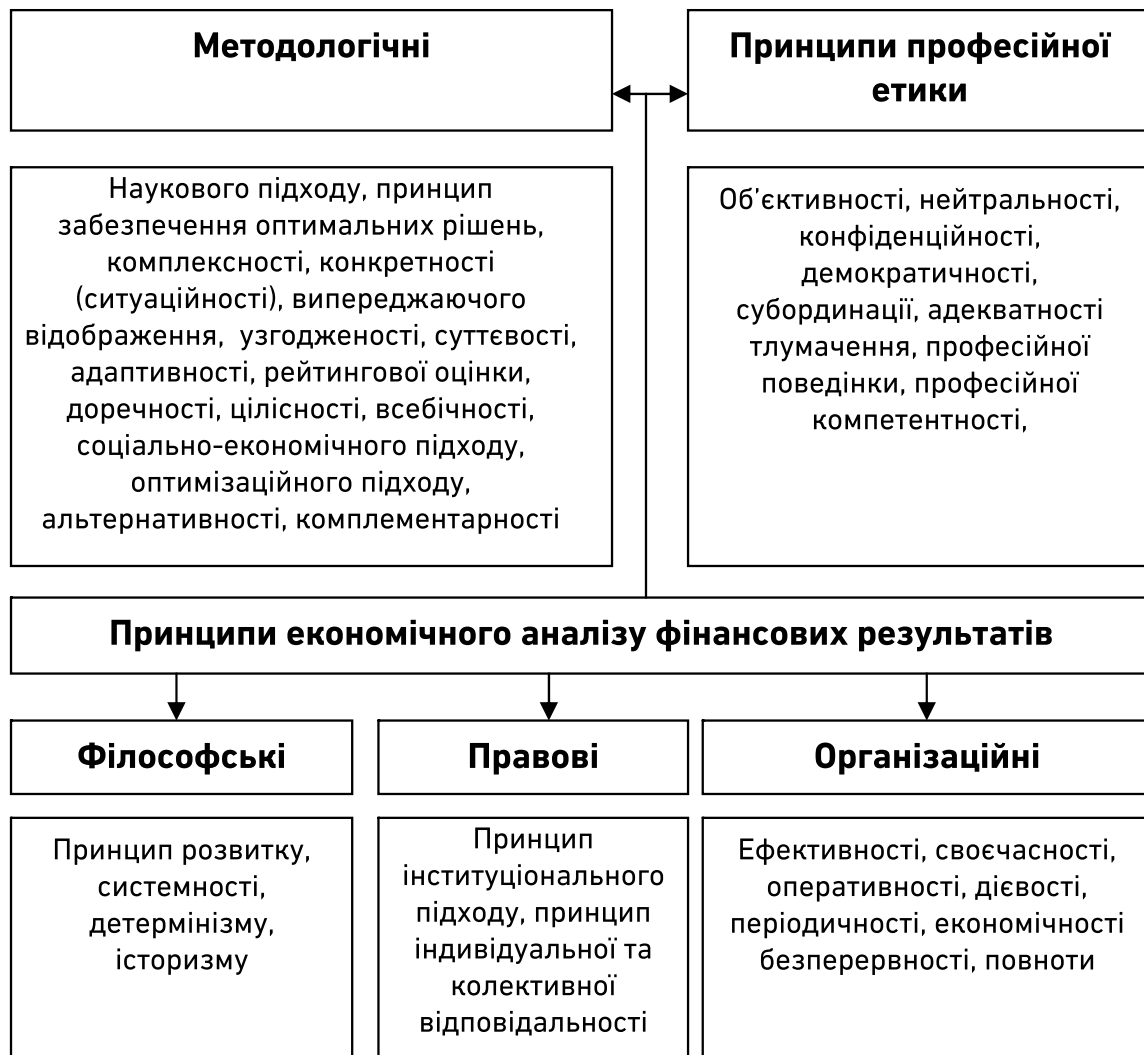 Методологічні
Принципи професійної
етики
Наукового підходу, принцип
забезпечення оптимальних рішень,
комплексності, конкретності
(ситуаційності), випереджаючого
відображення,  узгодженості, суттєвості,
адаптивності, рейтингової оцінки,
доречності, цілісності, всебічності,
соціально-економічного підходу,
оптимізаційного підходу,
альтернативності, комплементарності
Об’єктивності, нейтральності,
конфіденційності,
демократичності,
субординації, адекватності
тлумачення, професійної
поведінки, професійної
компетентності,
Принципи економічного аналізу фінансових результатів
Філософські
Правові
Організаційні
Принцип розвитку,
системності,
детермінізму,
історизму
Принцип
інституціонального
підходу, принцип
індивідуальної та
колективної
відповідальності
Ефективності, своєчасності,
оперативності, дієвості,
періодичності, економічності
безперервності, повноти